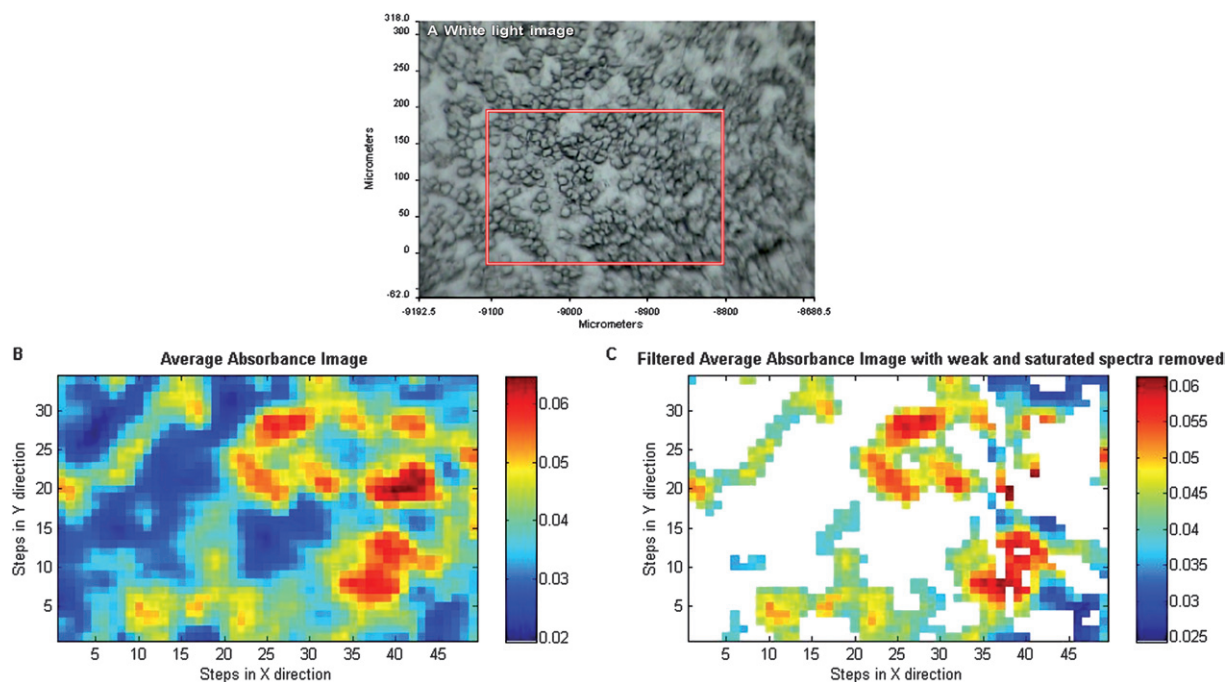 A White light image
318.0
300
250
200
150
100
50
0
-62.0
Micrometers
-9192.5 -9100 -9000 -8900 -8800 -8686.5
Micrometers
B Average Absorbance Image
30
25
20
15
10
5
Steps in Y direction
5 10 15 20 25 30 35 40 45
Steps in X direction
0.06
0.05
0.04
0.03
0.02
C Filtered Average Absorbance Image with weak and saturated spectra removed
30
25
20
15
10
5
Steps in Y direction
5 10 15 20 25 30 35 40 45
Steps in X direction
0.06
0.055
0.05
0.045
0.04
0.035
0.03
0.025